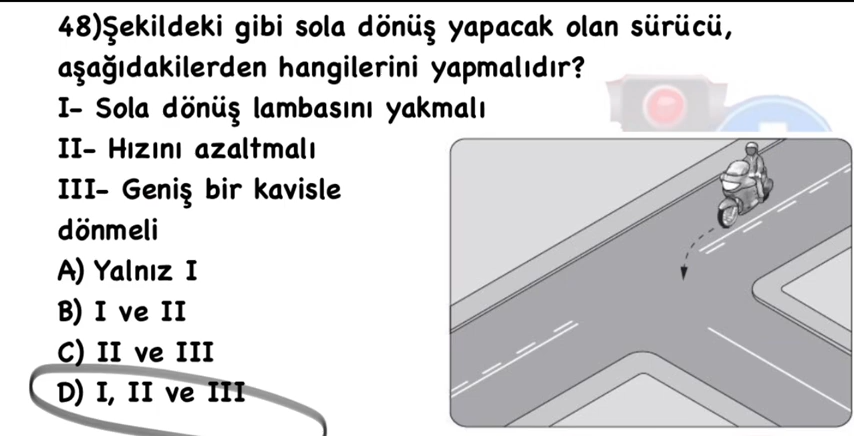 48)Şekildeki gibi sola dönüş yapacak olan sürücü,
aşağıdakilerden hangilerini yapmalıdır?
I- Sola dönüş lambasını yakmalı
II- Hızını azaltmalı
III- Geniş bir kavisle
dönmeli
A) Yalnız I
B) I ve II
C) II ve III
D) I, II ve III